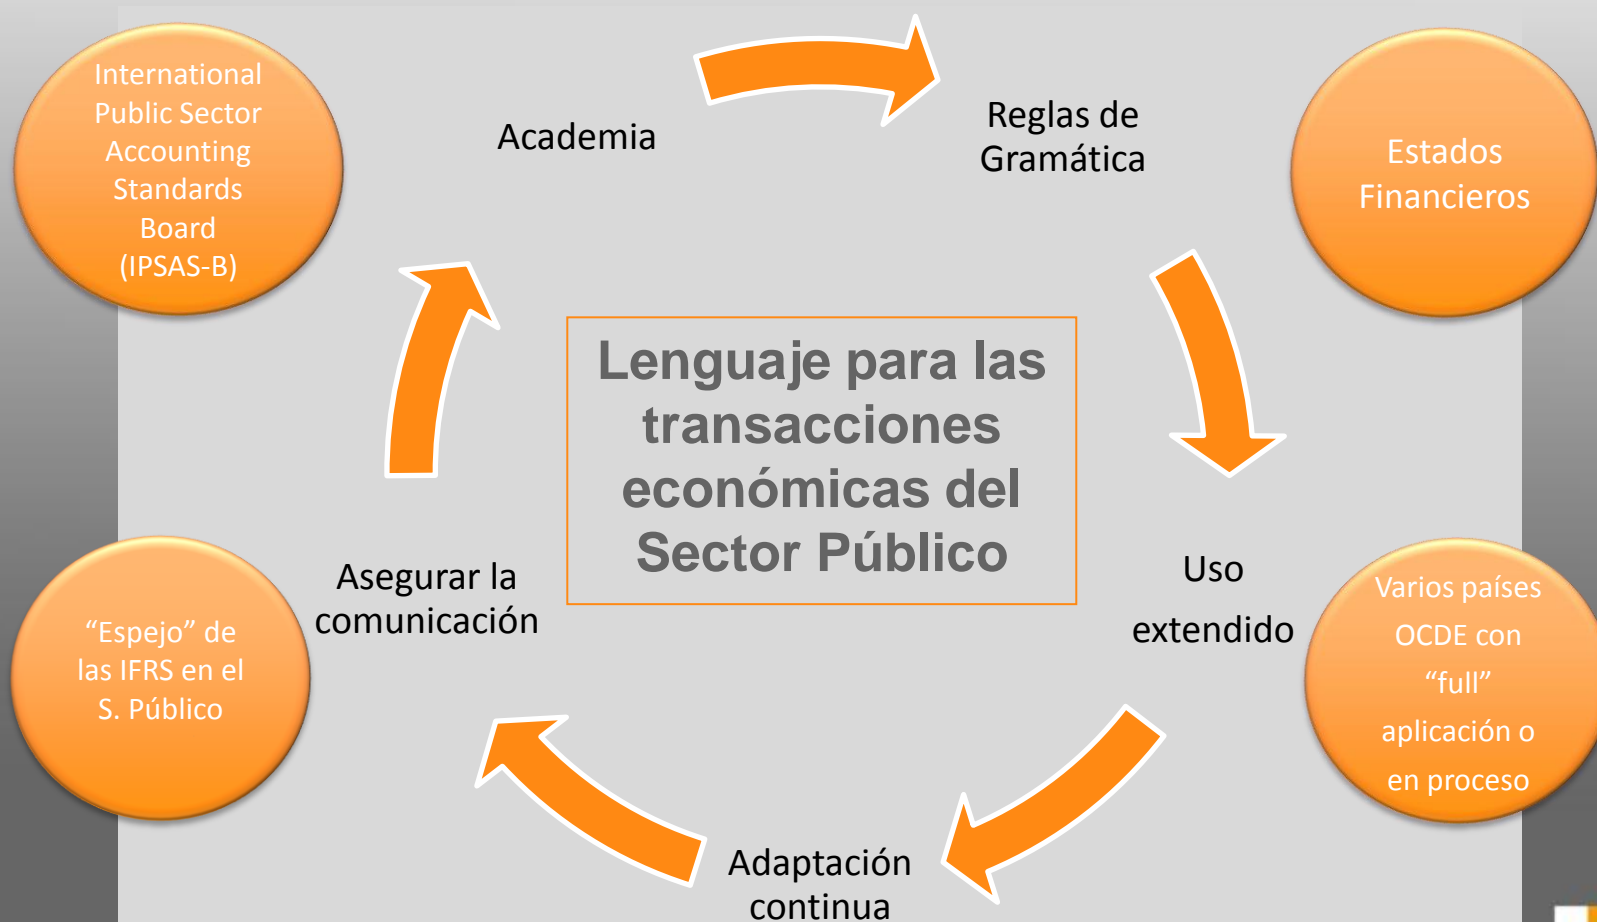 International
Public Sector
Accounting
Standards
Board
(IPSAS-B)
Academia
Reglas de
Gramática
Estados
Financieros
Lenguaje para las
transacciones
económicas del
Sector Público
"Espejo" de
las IFRS en el
S. Público
Asegurar la
comunicación
Uso
extendido
Varios países
OCDE con
“full”
aplicación o
en proceso
Adaptación
continua